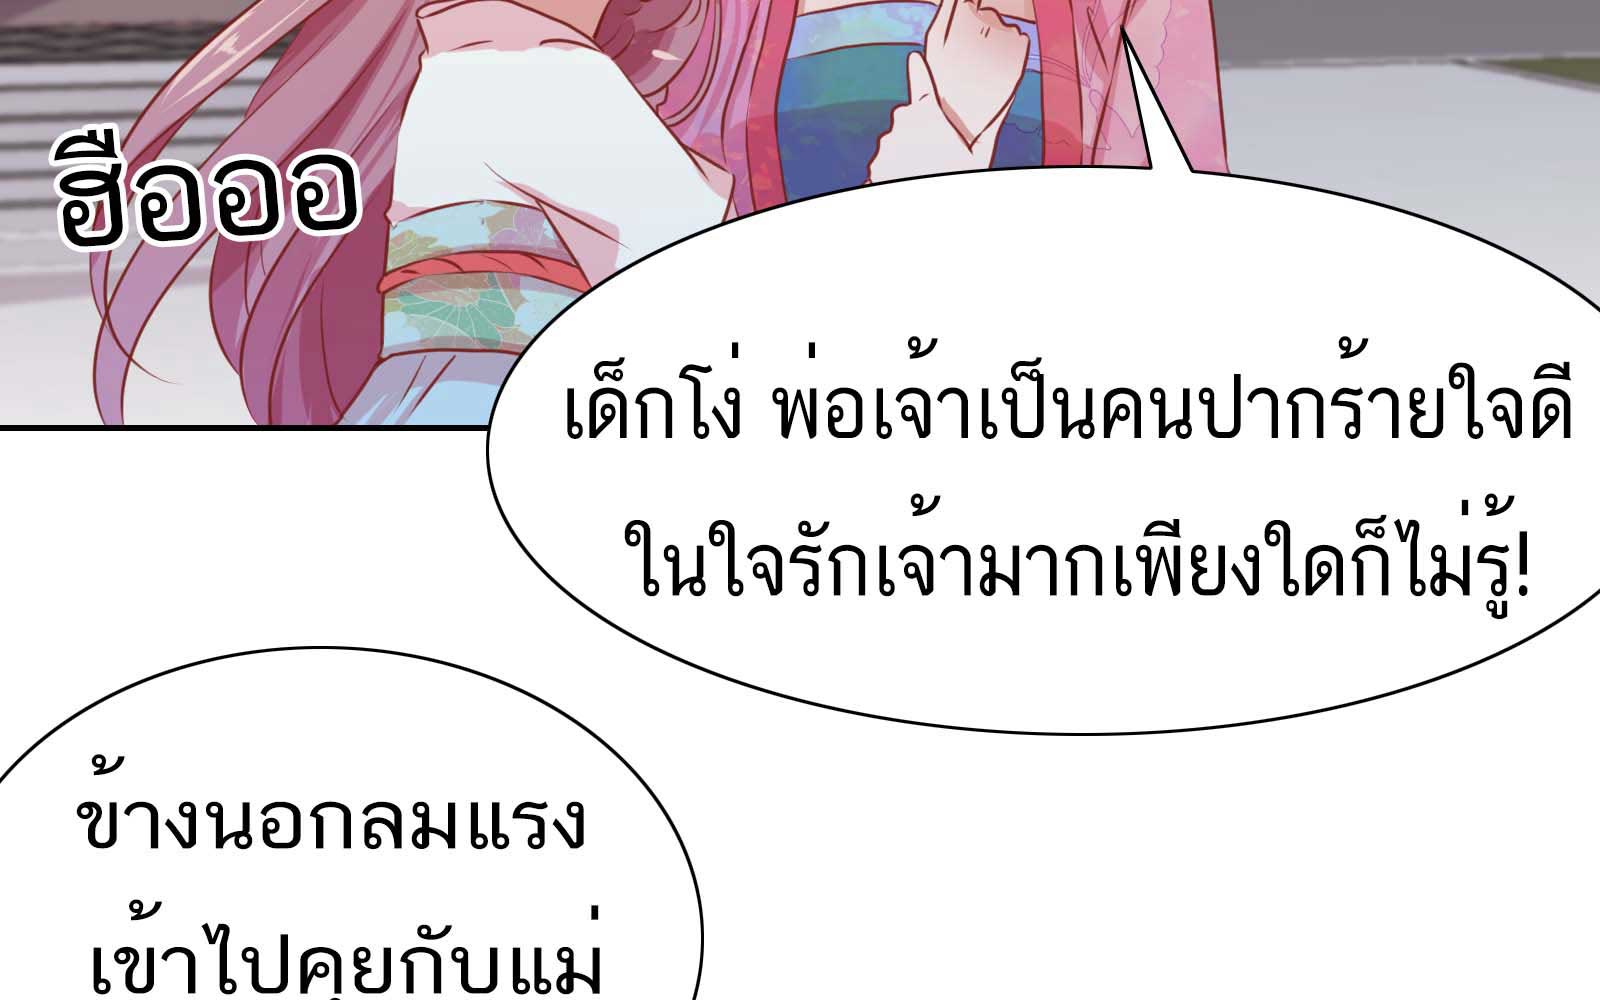 ฮือออ
เด็กโง่ พ่อเจ้าเป็นคนปากร้ายใจดี
ในใจรักเจ้ามากเพียงใดก็ไม่รู้!
ข้างนอกลมแรง
เข้าไปคุยกับแม่